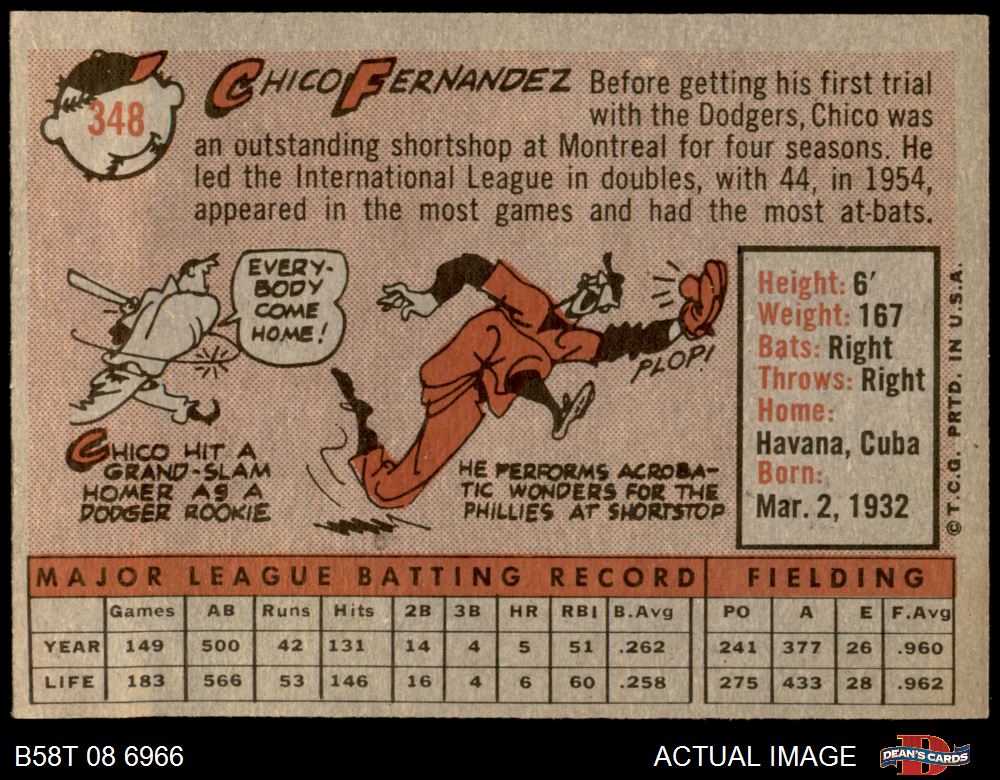 348
CHICO FERNANDEZ Before getting his first trial
with the Dodgers, Chico was
an outstanding shortshop at Montreal for four seasons. He
led the International League in doubles, with 44, in 1954,
appeared in the most games and had the most at-bats.
EVERY-
BODY
COME
HOME!
CHICO HIT A
GRAND-SLAM
HOMER AS A
DODGER ROOKIE
PLOP!
HE PERFORMS ACROBA-
TIC WONDERS FOR THE
PHILLIES AT SHORTSTOP
Height: 6'
Weight: 167
Bats: Right
Throws: Right
Home:
Havana, Cuba
Born:
Mar. 2, 1932
© T.C.G. PRTD. IN U.S.A.
MAJOR LEAGUE BATTING RECORD FIELDING
Games AB Runs Hits 2B 3B HR RBI B.Avg PO A E F.Avg
YEAR 149 500 42 131 14 4 5 51 .262 241 377 26 .960
LIFE 183 566 53 146 16 4 6 60 .258 275 433 28 .962
B58T 08 6966 ACTUAL IMAGE DEAN'S CARDS